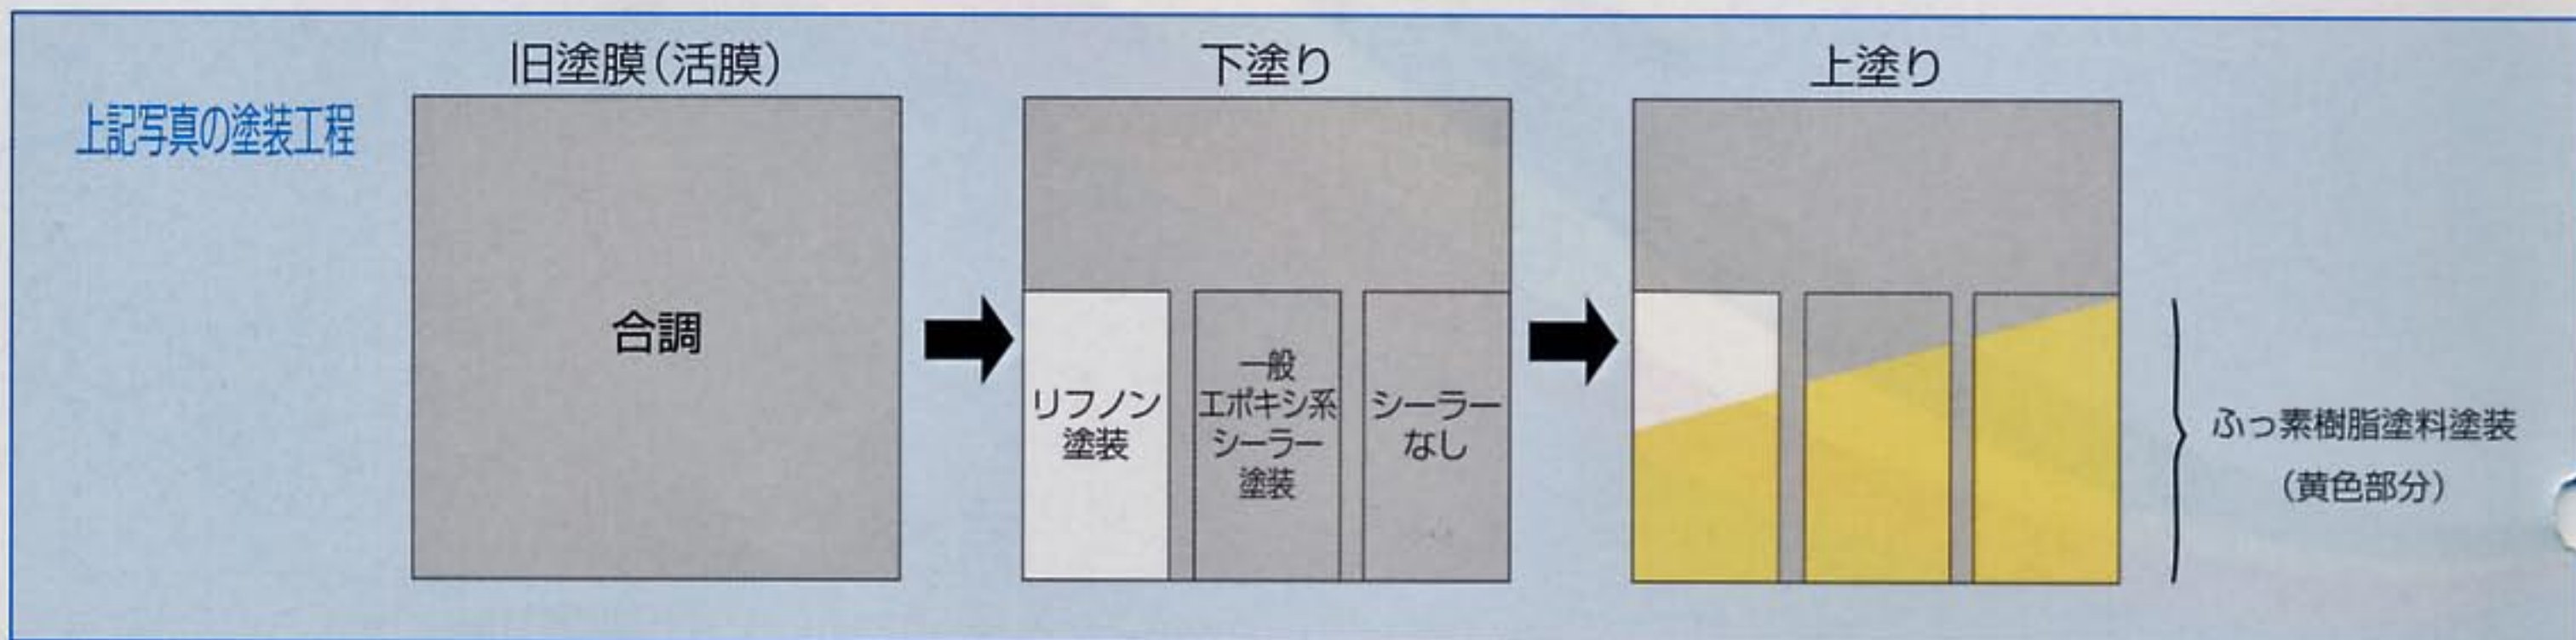 上記写真の塗装工程
旧塗膜(活膜)
合調
下塗り
リフノン
塗装
一般
エポキシ系
シーラー
塗装
シーラー
なし
上塗り
ふっ素樹脂塗料塗装
(黄色部分)